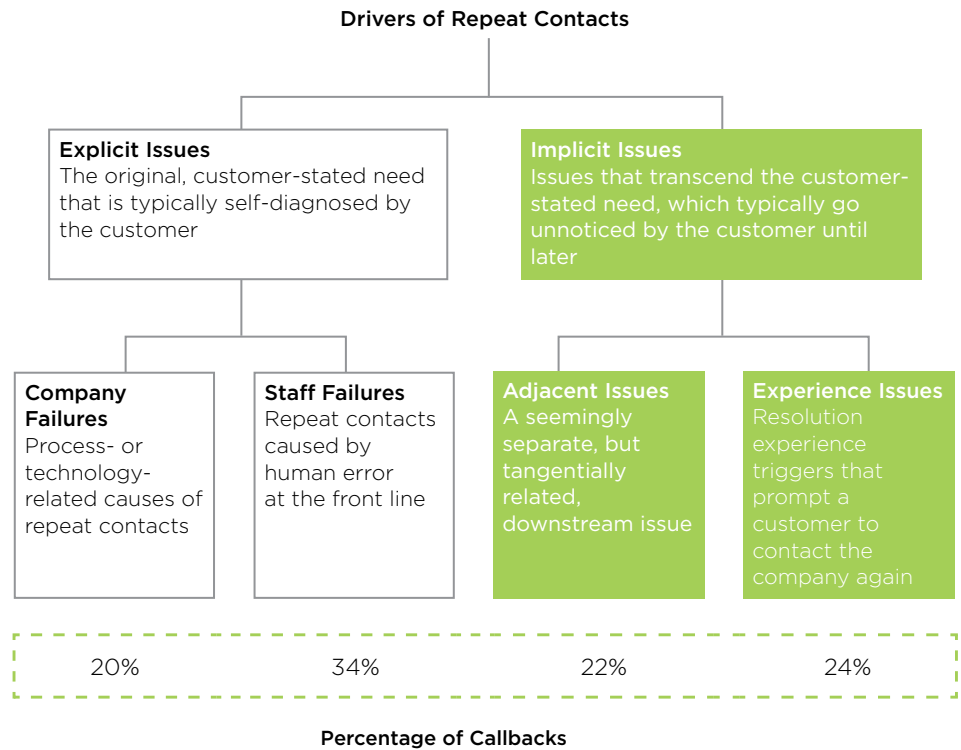 Drivers of Repeat Contacts
Explicit Issues
The original, customer-stated need
that is typically self-diagnosed by
the customer
Implicit Issues
Issues that transcend the customer-
stated need, which typically go
unnoticed by the customer until
later
Company
Failures
Process- or
technology-
related causes of
repeat contacts
Staff Failures
Repeat contacts
caused by
human error
at the front line
Adjacent Issues
A seemingly
separate, but
tangentially
related,
downstream issue
Experience Issues
Resolution
experience
triggers that
prompt a
customer to
contact the
company again
20% 34% 22% 24%
Percentage of Callbacks